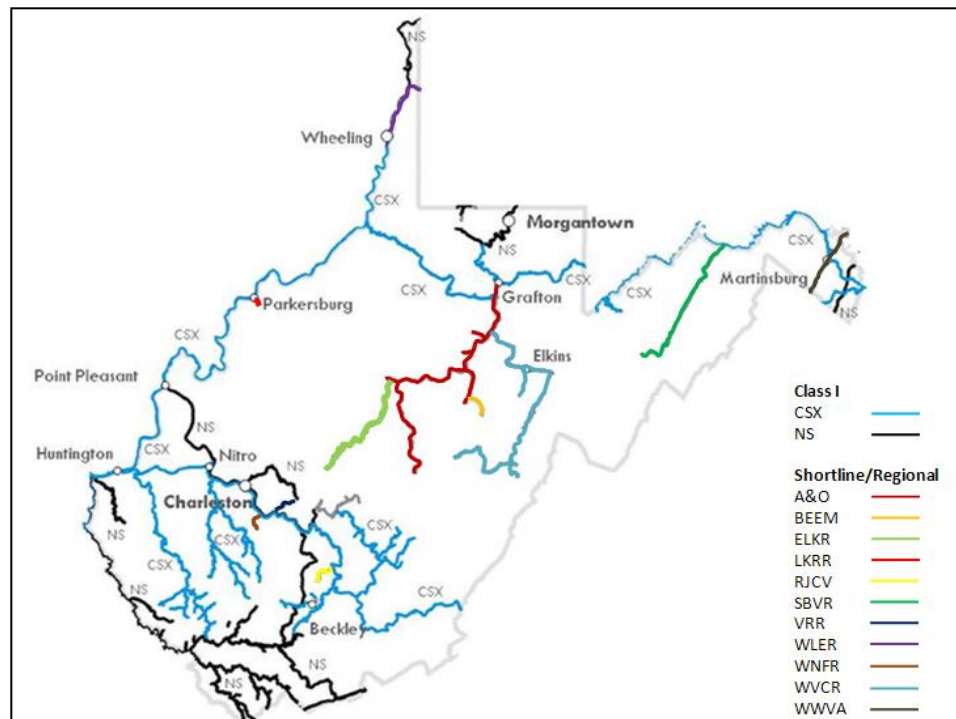 NS
Wheeling
CSX
Morgantown
NS
CSX
CSX
Grafton
CSX
CSX
Martinsburg
NS
Parkersburg
CSX
Elkins
Point Pleasant
NS
CSX
Huntington
Nitro
NS
Charleston
NS
CSX
CSX
CSX
NS
CSX
Beckley
NS
NS
Class I
CSX
NS
Shortline/Regional
A&O
BEEM
ELKR
LKRR
RJCV
SBVR
VRR
WLER
WNFR
WVCR
WWVA